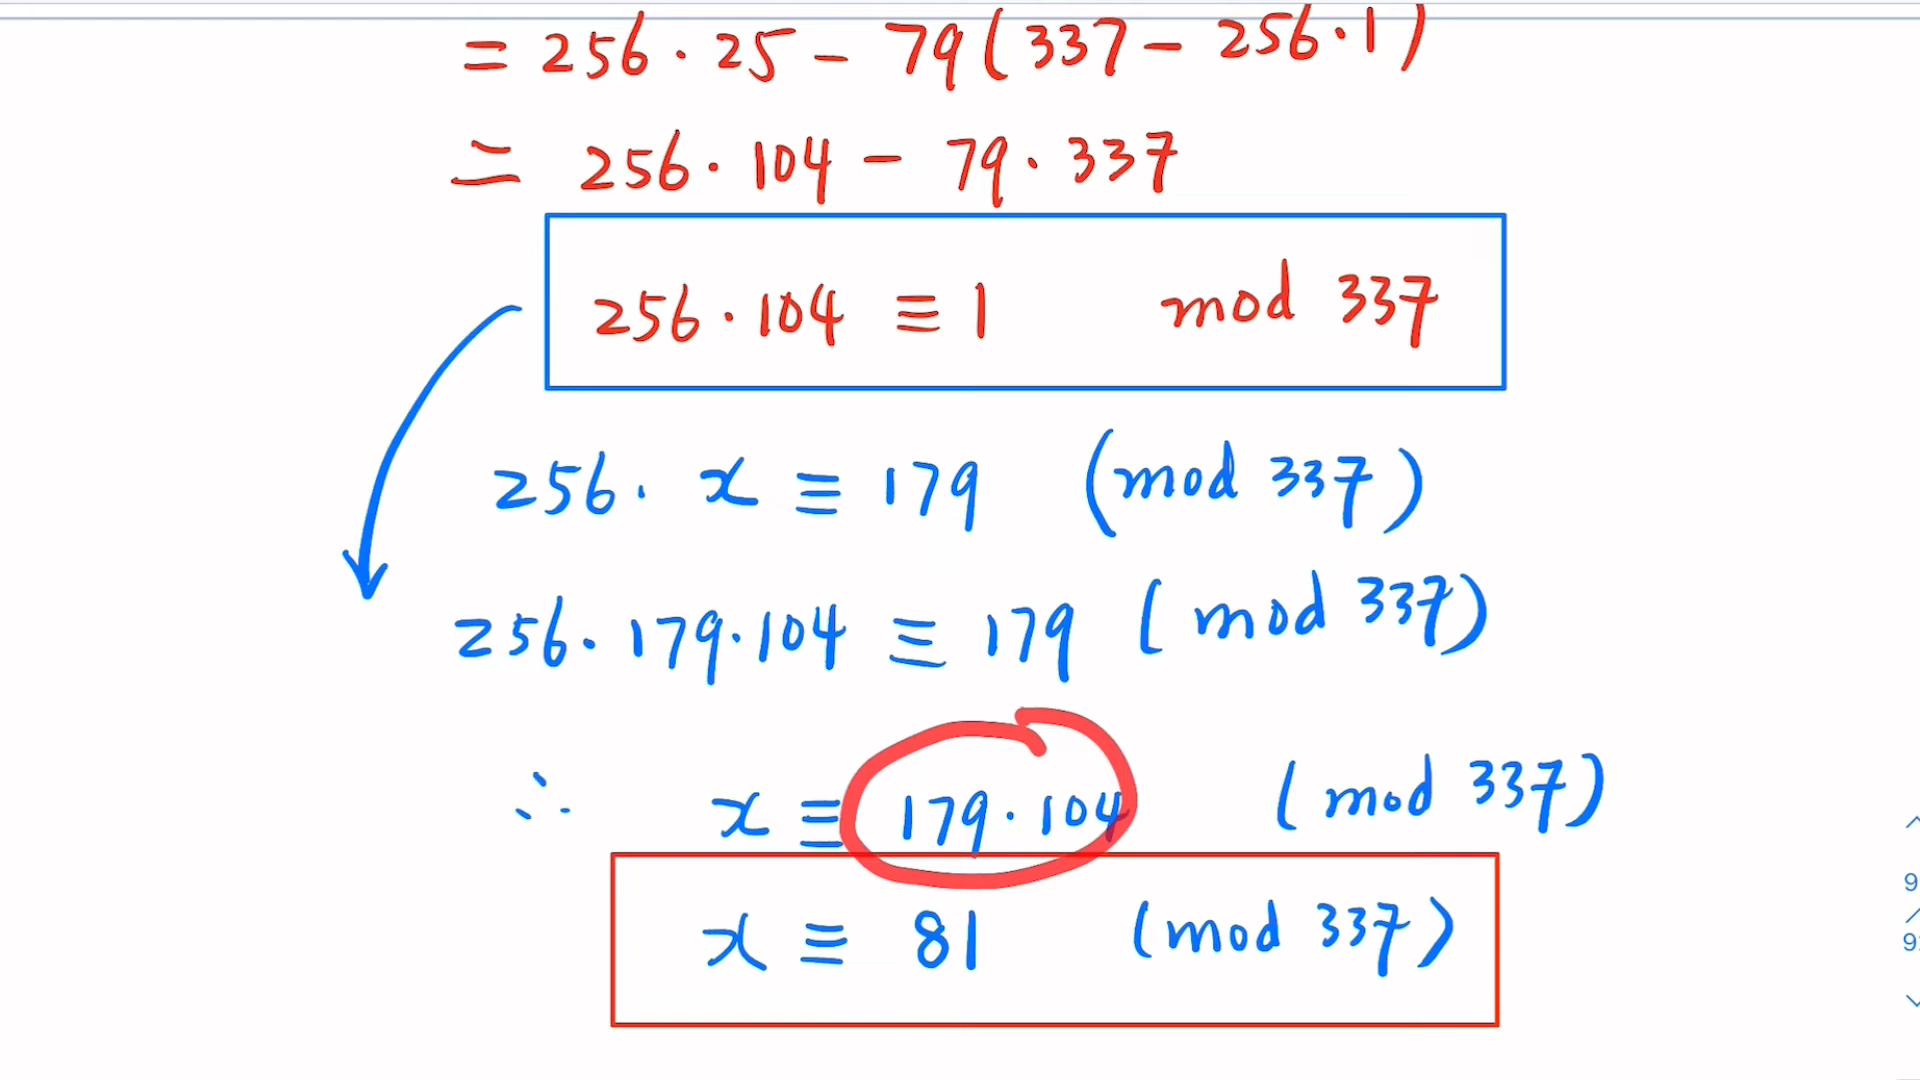 = 256 · 25 − 79(337 − 256·1)
= 256 · 104 − 79 · 337
256 · 104 ≡ 1 mod 337
256 · x ≡ 179 (mod 337)
256 · 179 · 104 ≡ 179 (mod 337)
∴ x ≡ 179 · 104 (mod 337)
x ≡ 81 (mod 337)